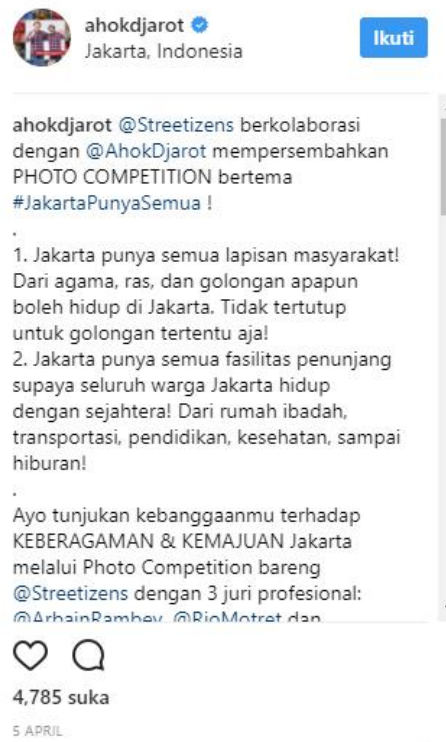 ahokdjarot
Jakarta, Indonesia
Ikuti
ahokdjarot @Streetizens berkolaborasi
dengan @AhokDjarot mempersembahkan
PHOTO COMPETITION bertema
#JakartaPunyaSemua !
.
1. Jakarta punya semua lapisan masyarakat!
Dari agama, ras, dan golongan apapun
boleh hidup di Jakarta. Tidak tertutup
untuk golongan tertentu aja!
2. Jakarta punya semua fasilitas penunjang
supaya seluruh warga Jakarta hidup
dengan sejahtera! Dari rumah ibadah,
transportasi, pendidikan, kesehatan, sampai
hiburan!
.
Ayo tunjukan kebanggaanmu terhadap
KEBERAGAMAN & KEMAJUAN Jakarta
melalui Photo Competition bareng
@Streetizens dengan 3 juri profesional:
@ArbainRambey, @RioMotret dan
4,785 suka
5 APRIL